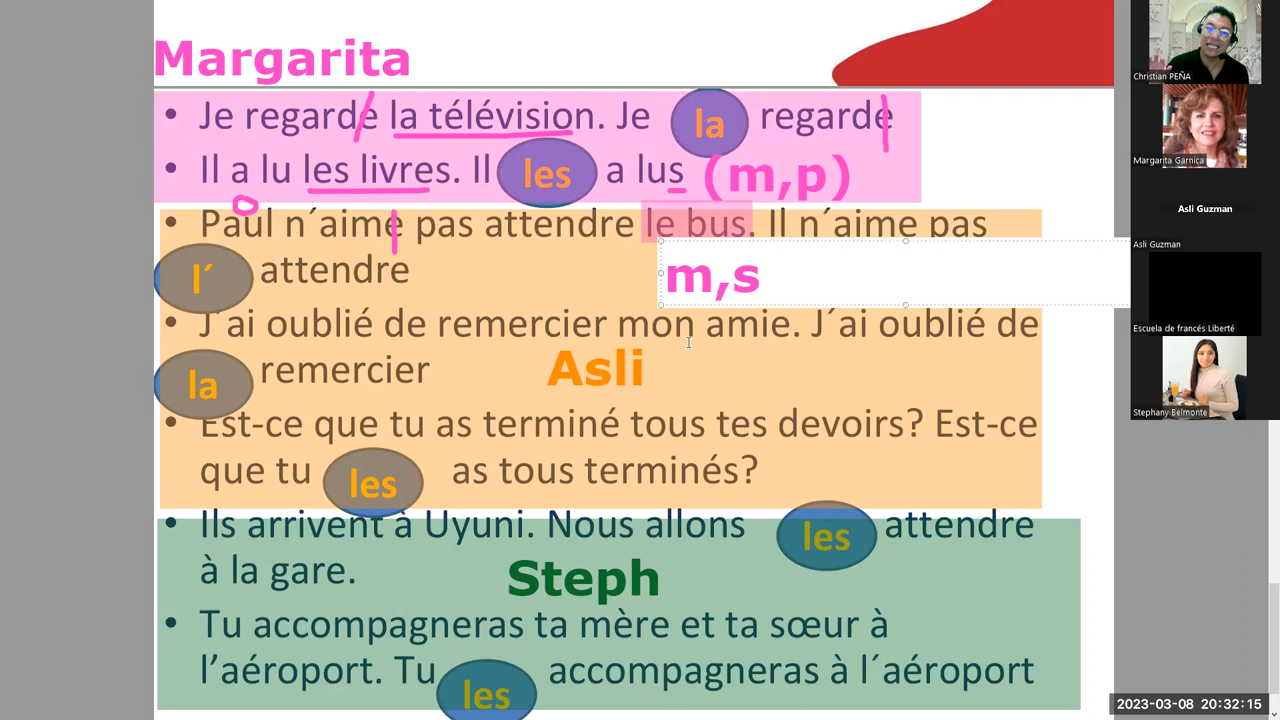 Margarita
• Je regarde la télévision. Je la regarde
• Il a lu les livres. Il les a lus (m,p)
• Paul n´aime pas attendre le bus. Il n´aime pas
l´ attendre
m,s
• J´ai oublié de remercier mon amie. J´ai oublié de
la remercier
Asli
• Est-ce que tu as terminé tous tes devoirs? Est-ce
que tu les as tous terminés?
• Ils arrivent à Uyuni. Nous allons les attendre
à la gare.
Steph
• Tu accompagneras ta mère et ta sœur à
l’aéroport. Tu les accompagneras à l´aéroport
Christian PEÑA
Margarita Garnica
Asli Guzman
Asli Guzman
Escuela de francés Liberté
Stephany Belmonte
2023-03-08 20:32:15